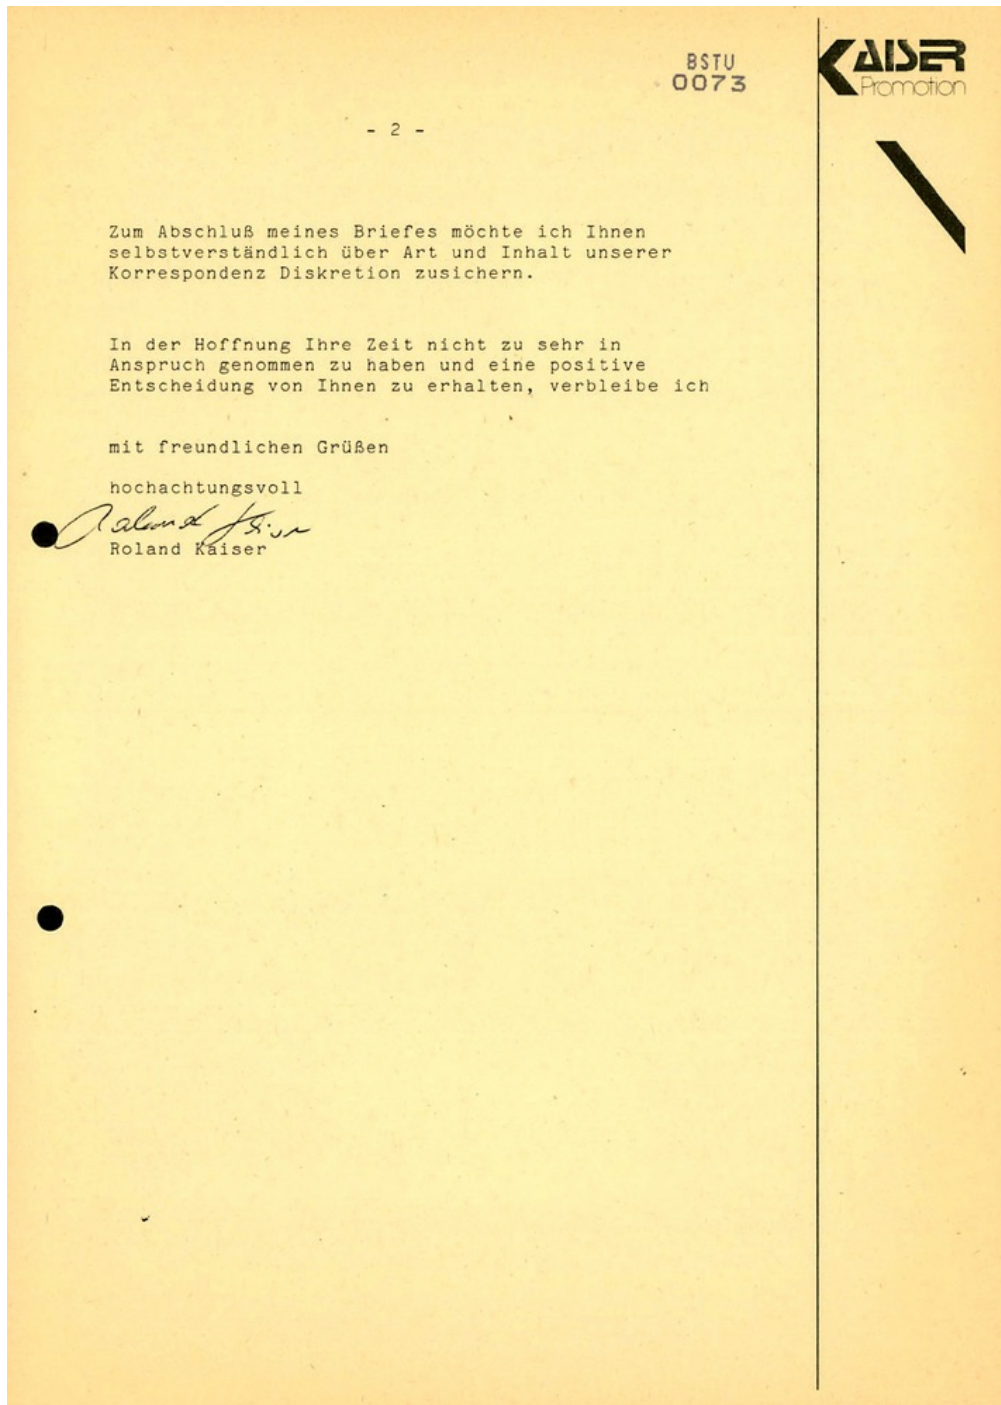 BSTU
0073
KAISER
Promotion
- 2 -
Zum Abschluß meines Briefes möchte ich Ihnen
selbstverständlich über Art und Inhalt unserer
Korrespondenz Diskretion zusichern.
In der Hoffnung Ihre Zeit nicht zu sehr in
Anspruch genommen zu haben und eine positive
Entscheidung von Ihnen zu erhalten, verbleibe ich
mit freundlichen Grüßen
hochachtungsvoll
Roland Kaiser
Roland Kaiser